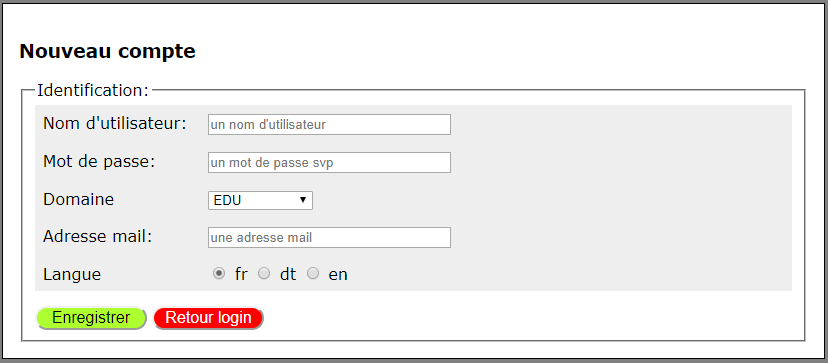 Nouveau compte
Identification:
Nom d'utilisateur: un nom d'utilisateur
Mot de passe: un mot de passe svp
Domaine EDU
Adresse mail: une adresse mail
Langue fr dt en
Enregistrer Retour login